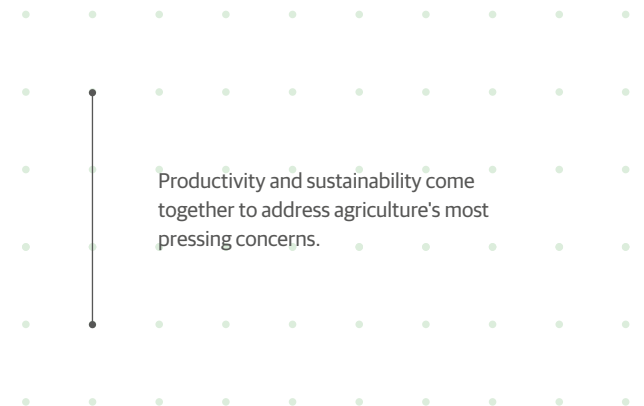 Productivity and sustainability come
together to address agriculture's most
pressing concerns.